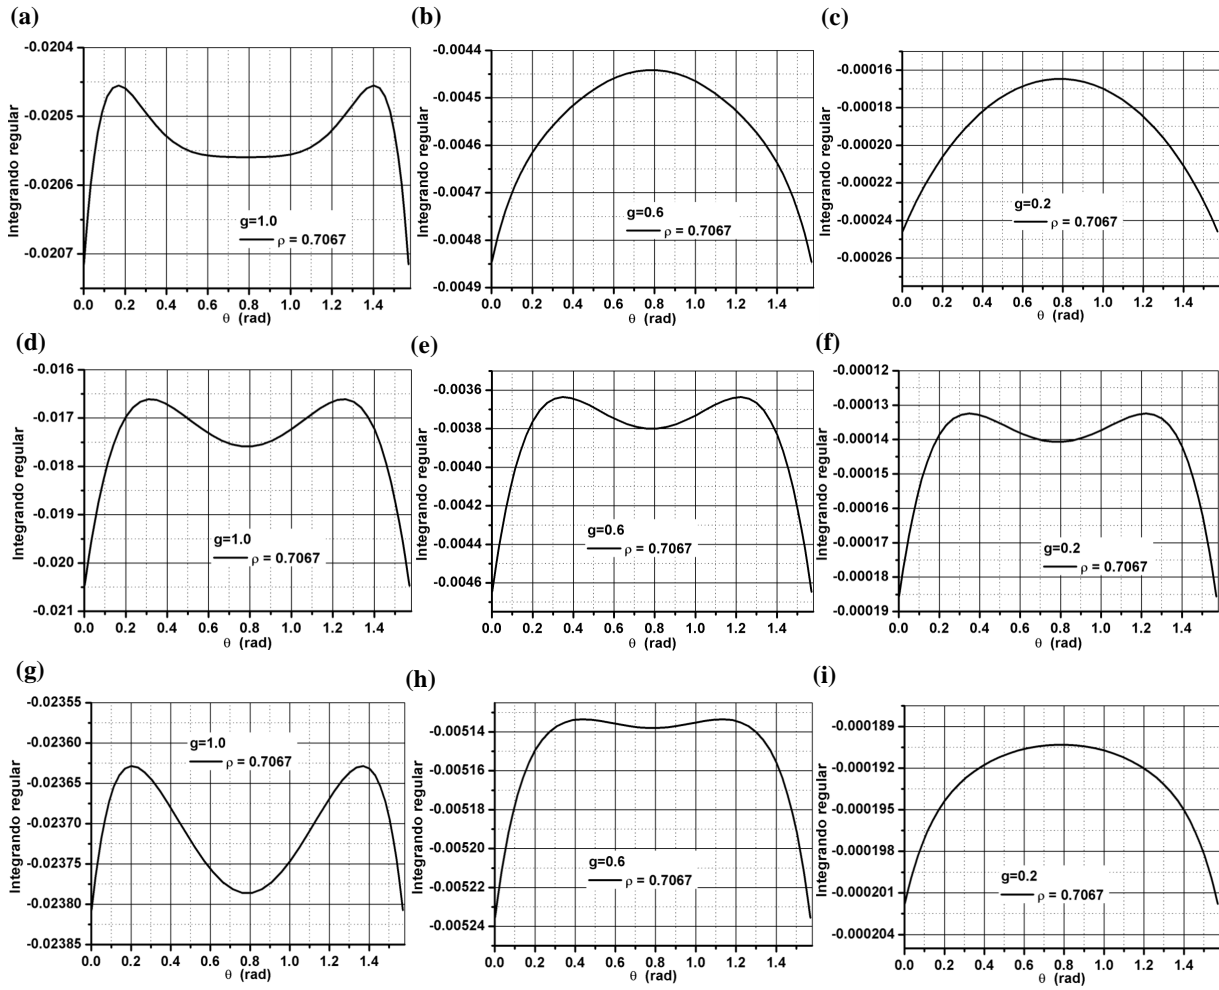 (a)
(b)
(c)
Integrando regular
-0.0204
-0.0205
-0.0206
-0.0207
g=1.0
ρ = 0.7067
0.0 0.2 0.4 0.6 0.8 1.0 1.2 1.4
θ (rad)
Integrando regular
-0.0044
-0.0045
-0.0046
-0.0047
-0.0048
-0.0049
g=0.6
ρ = 0.7067
0.0 0.2 0.4 0.6 0.8 1.0 1.2 1.4
θ (rad)
Integrando regular
-0.00016
-0.00018
-0.00020
-0.00022
-0.00024
-0.00026
g=0.2
ρ = 0.7067
0.0 0.2 0.4 0.6 0.8 1.0 1.2 1.4
θ (rad)
(d)
(e)
(f)
Integrando regular
-0.016
-0.017
-0.018
-0.019
-0.020
-0.021
g=1.0
ρ = 0.7067
0.0 0.2 0.4 0.6 0.8 1.0 1.2 1.4
θ (rad)
Integrando regular
-0.0036
-0.0038
-0.0040
-0.0042
-0.0044
-0.0046
g=0.6
ρ = 0.7067
0.0 0.2 0.4 0.6 0.8 1.0 1.2 1.4
θ (rad)
Integrando regular
-0.00012
-0.00013
-0.00014
-0.00015
-0.00016
-0.00017
-0.00018
-0.00019
g=0.2
ρ = 0.7067
0.0 0.2 0.4 0.6 0.8 1.0 1.2 1.4
θ (rad)
(g)
(h)
(i)
Integrando regular
-0.02355
-0.02360
-0.02365
-0.02370
-0.02375
-0.02380
-0.02385
g=1.0
ρ = 0.7067
0.0 0.2 0.4 0.6 0.8 1.0 1.2 1.4
θ (rad)
Integrando regular
-0.00514
-0.00516
-0.00518
-0.00520
-0.00522
-0.00524
g=0.6
ρ = 0.7067
0.0 0.2 0.4 0.6 0.8 1.0 1.2 1.4
θ (rad)
Integrando regular
-0.000189
-0.000192
-0.000195
-0.000198
-0.000201
-0.000204
g=0.2
ρ = 0.7067
0.0 0.2 0.4 0.6 0.8 1.0 1.2 1.4
θ (rad)